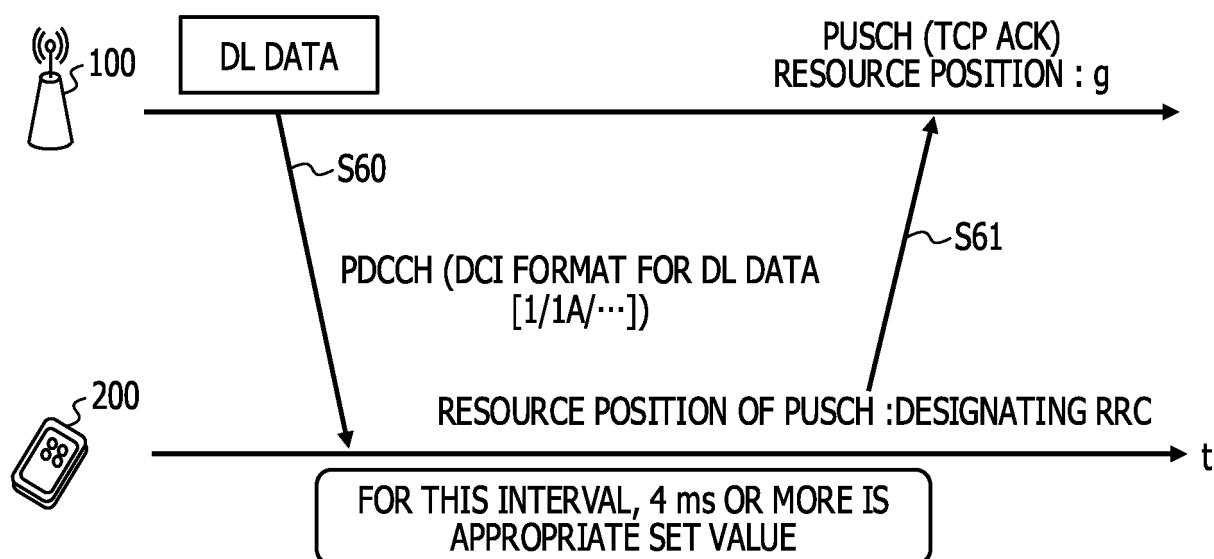 100
DL DATA
PUSCH (TCP ACK)
RESOURCE POSITION : g
S60
S61
PDCCH (DCI FORMAT FOR DL DATA
[1/1A/⋯])
200
RESOURCE POSITION OF PUSCH :DESIGNATING RRC
t
FOR THIS INTERVAL, 4 ms OR MORE IS
APPROPRIATE SET VALUE